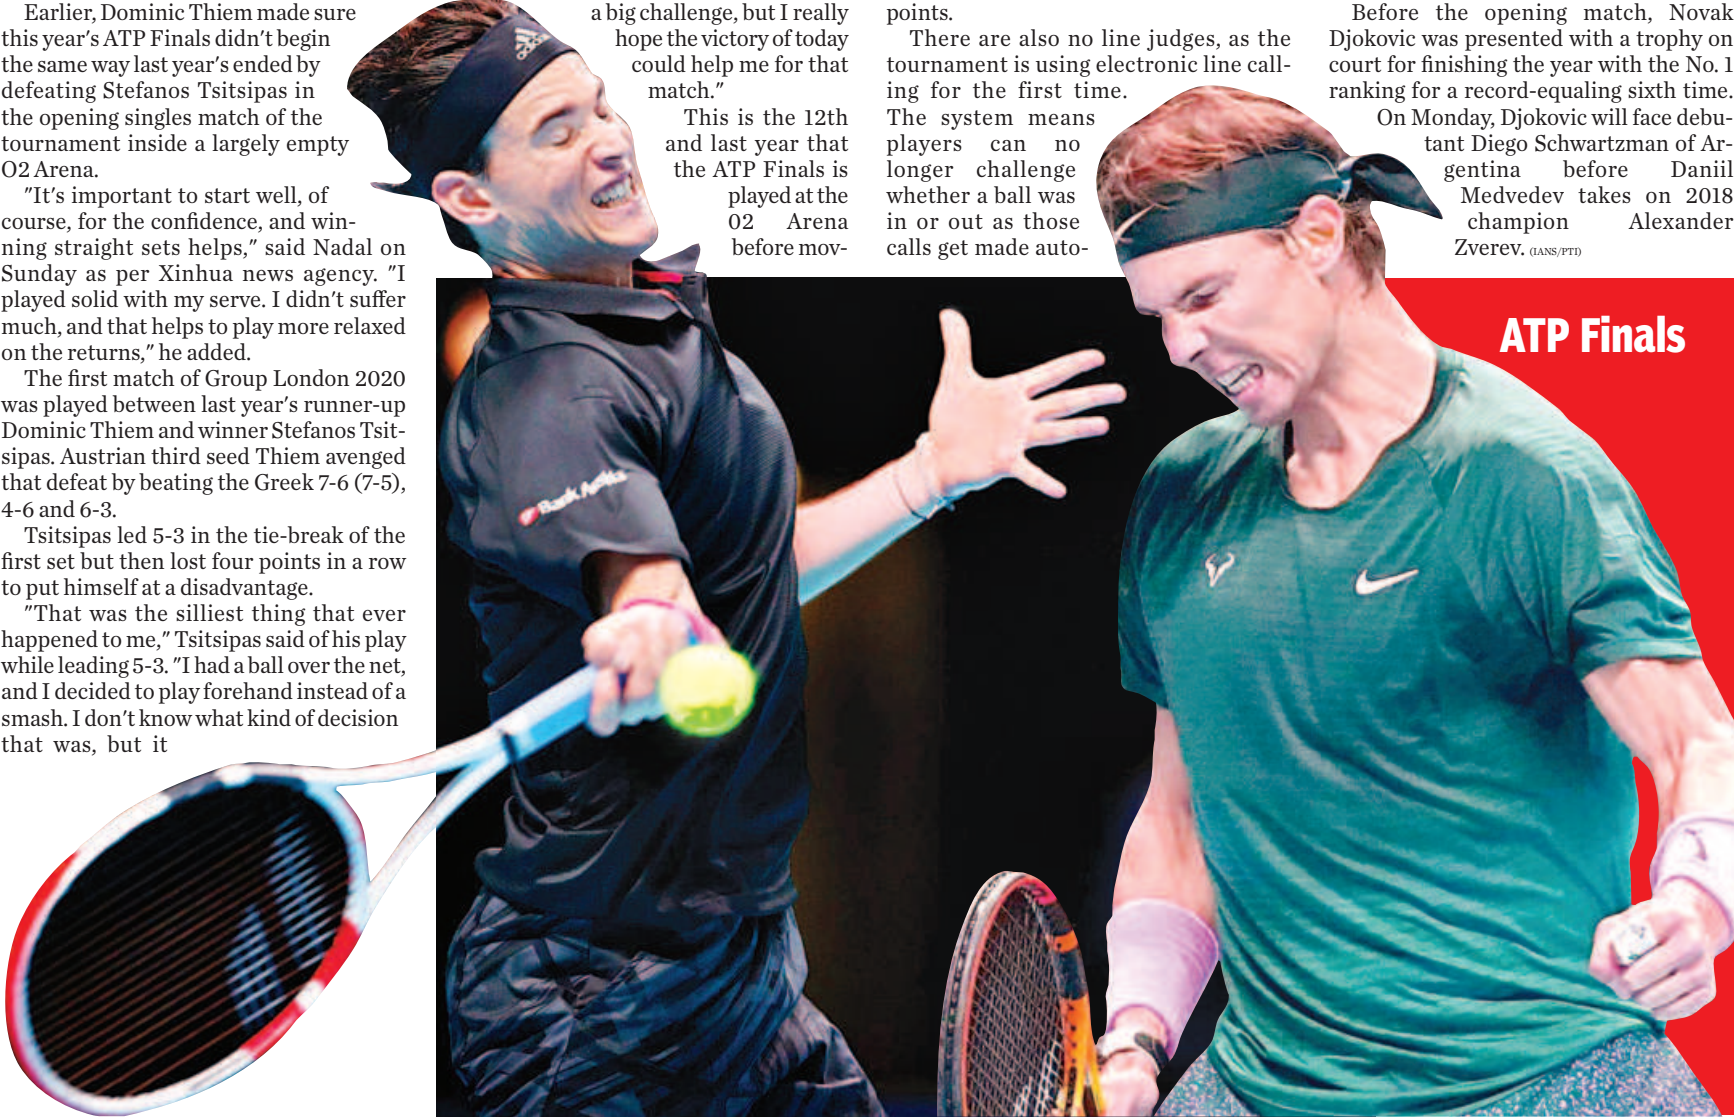 Earlier, Dominic Thiem made sure
this year's ATP Finals didn't begin
the same way last year's ended by
defeating Stefanos Tsitsipas in
the opening singles match of the
tournament inside a largely empty
O2 Arena.
"It's important to start well, of
course, for the confidence, and win-
ning straight sets helps," said Nadal on
Sunday as per Xinhua news agency. "I
played solid with my serve. I didn't suffer
much, and that helps to play more relaxed
on the returns," he added.
The first match of Group London 2020
was played between last year's runner-up
Dominic Thiem and winner Stefanos Tsit-
sipas. Austrian third seed Thiem avenged
that defeat by beating the Greek 7-6 (7-5),
4-6 and 6-3.
Tsitsipas led 5-3 in the tie-break of the
first set but then lost four points in a row
to put himself at a disadvantage.
"That was the silliest thing that ever
happened to me," Tsitsipas said of his play
while leading 5-3. "I had a ball over the net,
and I decided to play forehand instead of a
smash. I don't know what kind of decision
that was, but it
a big challenge, but I really
hope the victory of today
could help me for that
match."
This is the 12th
and last year that
the ATP Finals is
played at the
02 Arena
before mov-
points.
There are also no line judges, as the
tournament is using electronic line call-
ing for the first time.
The system means
players can no
longer challenge
whether a ball was
in or out as those
calls get made auto-
Before the opening match, Novak
Djokovic was presented with a trophy on
court for finishing the year with the No. 1
ranking for a record-equaling sixth time.
On Monday, Djokovic will face debu-
tant Diego Schwartzman of Ar-
gentina before Daniil
Medvedev takes on 2018
champion Alexander
Zverev. (IANS/PTI)
ATP Finals
adidas
Bank Austria